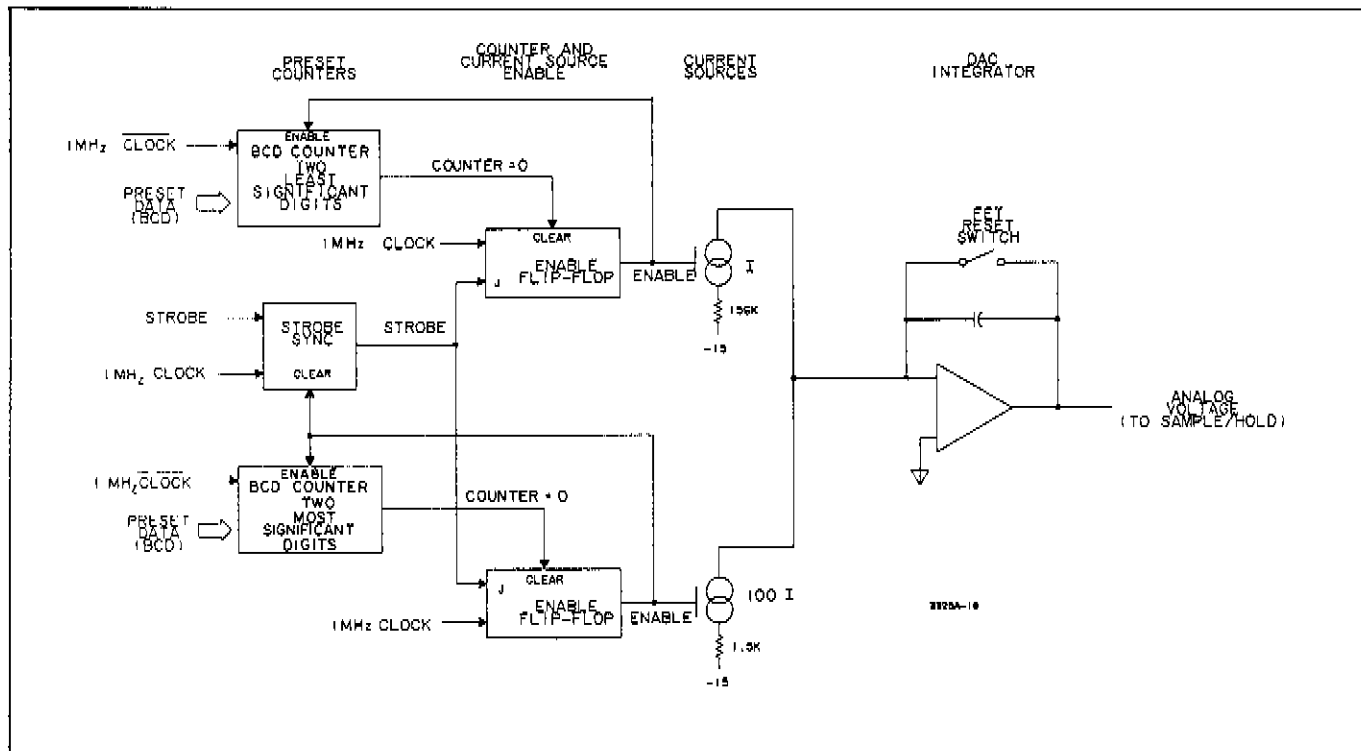 PRESET
COUNTERS
COUNTER AND
CURRENT SOURCE
ENABLE
CURRENT
SOURCES
DAC
INTEGRATOR
1MHz CLOCK
PRESET
DATA
(BCD)
ENABLE
BCD COUNTER
TWO
LEAST
SIGNIFICANT
DIGITS
COUNTER = 0
1MHz CLOCK
CLEAR
J
ENABLE
FLIP-FLOP
ENABLE
I
-15
FET
RESET
SWITCH
STROBE
1MHz CLOCK
STROBE
SYNC
CLEAR
STROBE
ANALOG
VOLTAGE
(TO SAMPLE/HOLD)
1MHz CLOCK
PRESET
DATA
(BCD)
ENABLE
BCD COUNTER
TWO
MOST
SIGNIFICANT
DIGITS
COUNTER = 0
J
CLEAR
ENABLE
FLIP-FLOP
1MHz CLOCK
ENABLE
100 I
1.5K
-15